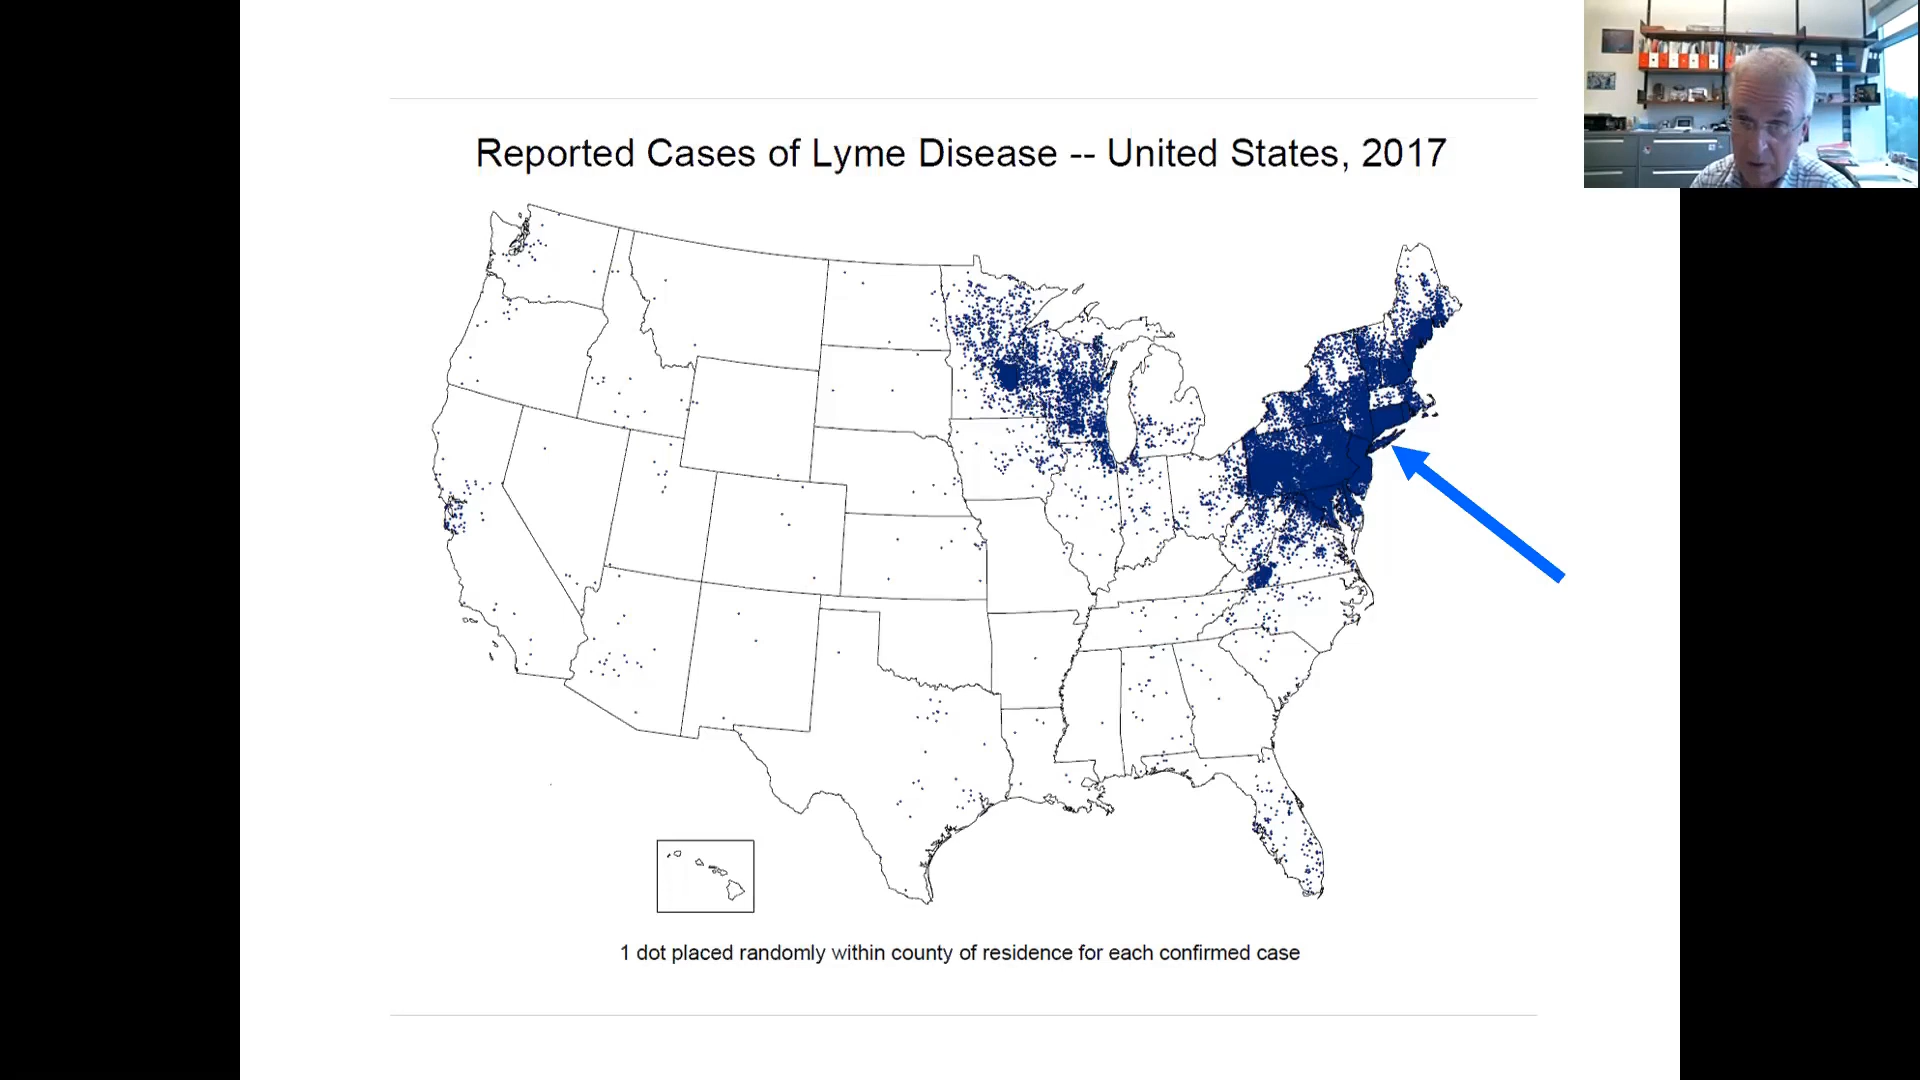 Reported Cases of Lyme Disease -- United States, 2017
1 dot placed randomly within county of residence for each confirmed case